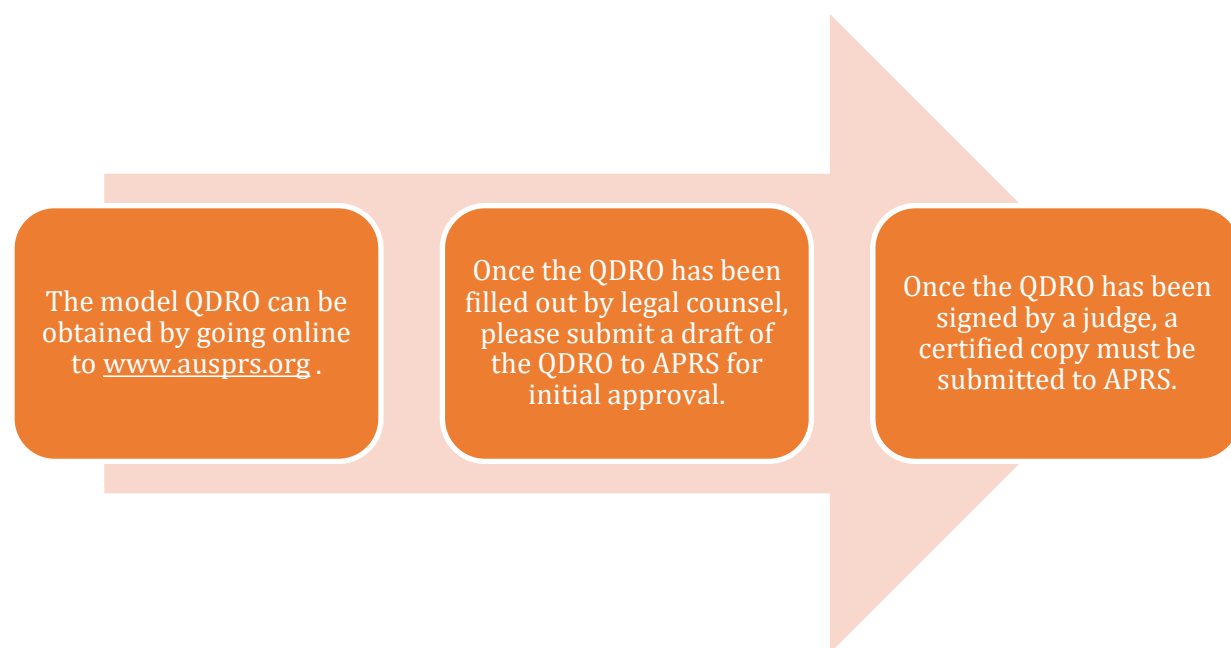 The model QDRO can be
obtained by going online
to www.ausprs.org .
Once the QDRO has been
filled out by legal counsel,
please submit a draft of
the QDRO to APRS for
initial approval.
Once the QDRO has been
signed by a judge, a
certified copy must be
submitted to APRS.